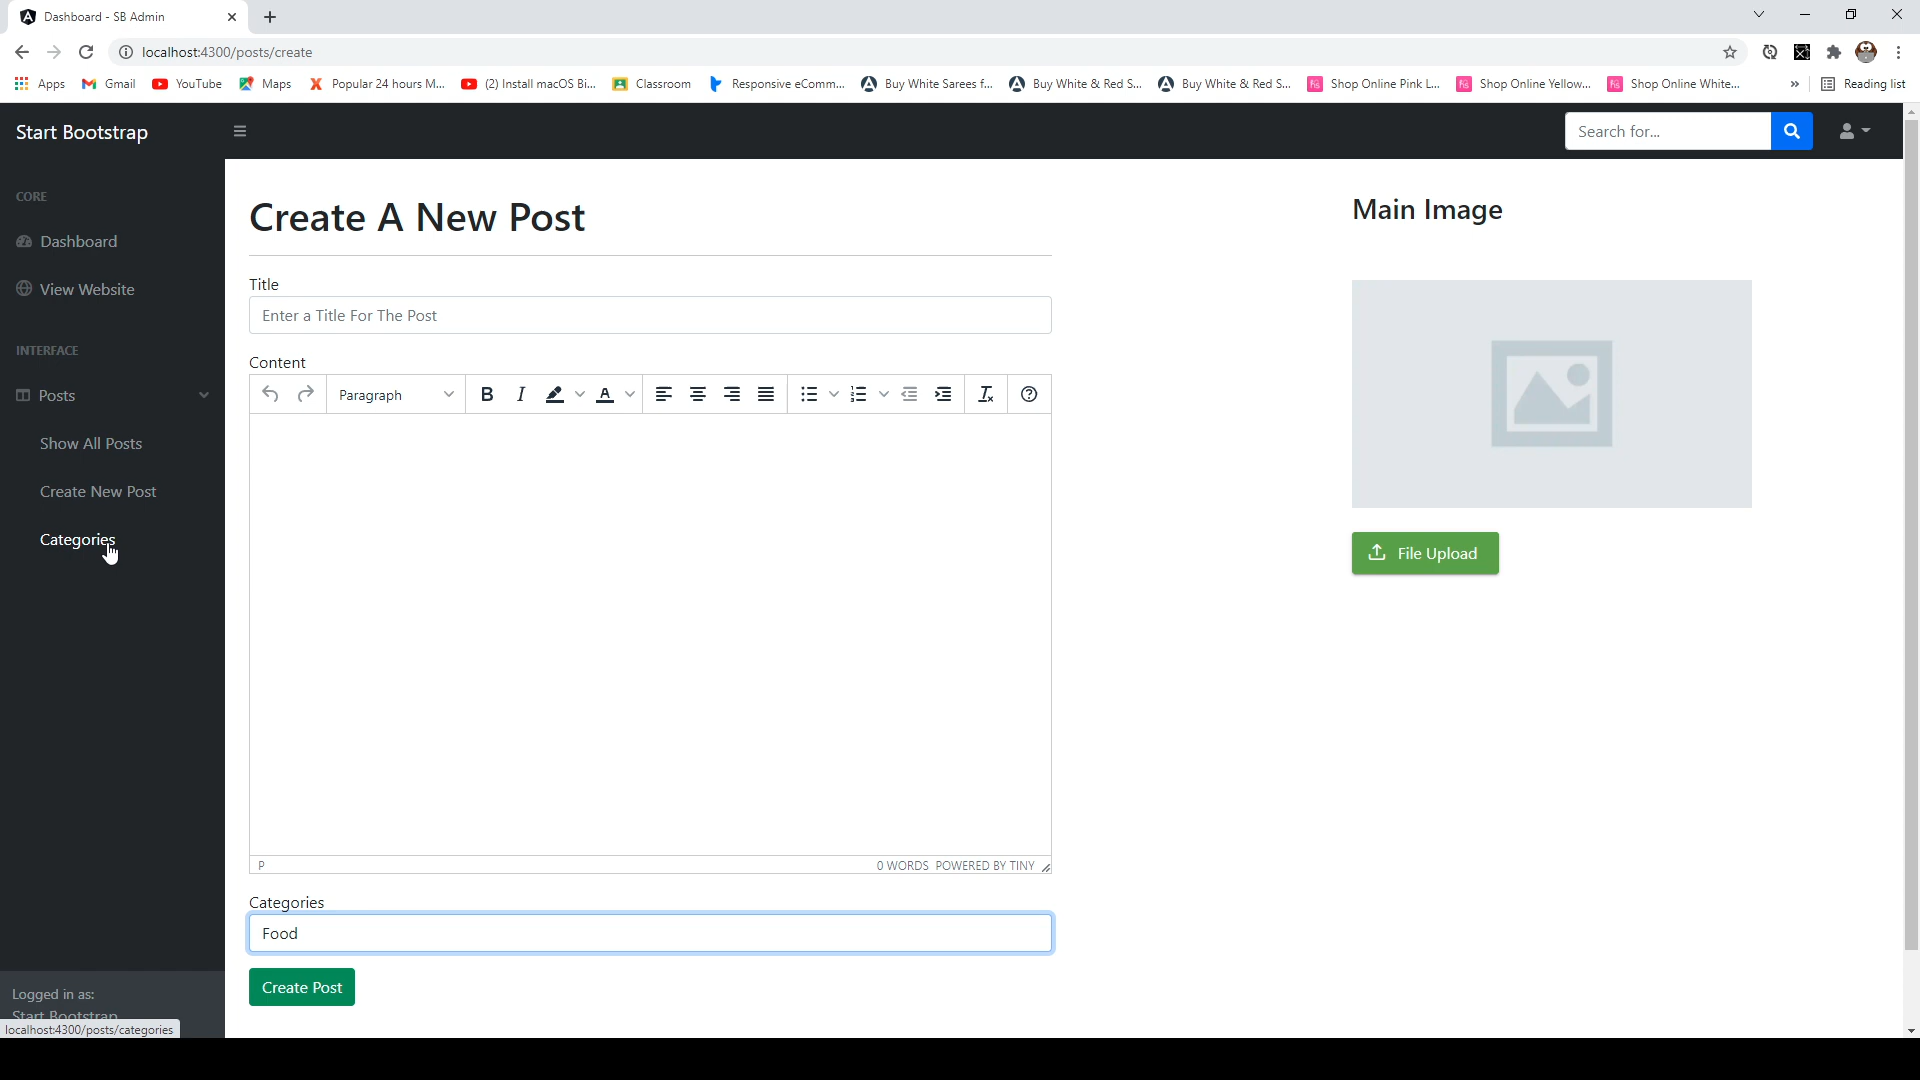 Dashboard - SB Admin
localhost:4300/posts/create
Apps Gmail YouTube Maps Popular 24 hours M... (2) Install macOS Bi... Classroom Responsive eComm... Buy White Sarees f... Buy White & Red S... Buy White & Red S... Shop Online Pink L... Shop Online Yellow... Shop Online White... » Reading list
Start Bootstrap
Search for...
CORE
Dashboard
View Website
INTERFACE
Posts
Show All Posts
Create New Post
Categories
Logged in as:
Start Bootstrap
localhost:4300/posts/categories
Create A New Post
Title
Enter a Title For The Post
Content
Paragraph B I A
P 0 WORDS POWERED BY TINY
Categories
Food
Create Post
Main Image
File Upload